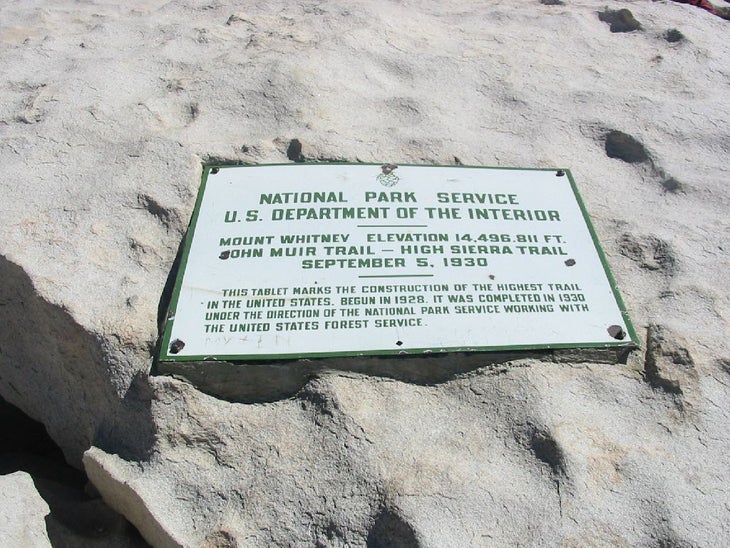 NATIONAL PARK SERVICE
U.S. DEPARTMENT OF THE INTERIOR
MOUNT WHITNEY ELEVATION 14,496.811 FT.
JOHN MUIR TRAIL — HIGH SIERRA TRAIL
SEPTEMBER 5, 1930
THIS TABLET MARKS THE CONSTRUCTION OF THE HIGHEST TRAIL
IN THE UNITED STATES. BEGUN IN 1928. IT WAS COMPLETED IN 1930
UNDER THE DIRECTION OF THE NATIONAL PARK SERVICE WORKING WITH
THE UNITED STATES FOREST SERVICE.